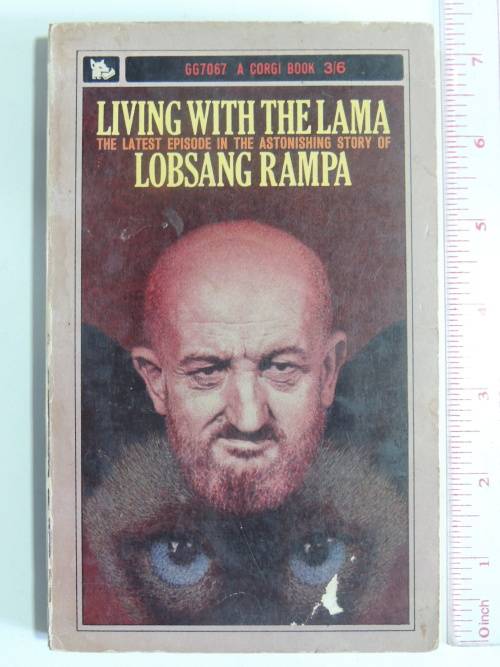 GG7067 A CORGI BOOK 3/6
LIVING WITH THE LAMA
THE LATEST EPISODE IN THE ASTONISHING STORY OF
LOBSANG RAMPA
7
6
5
4
3
2
1
0inch